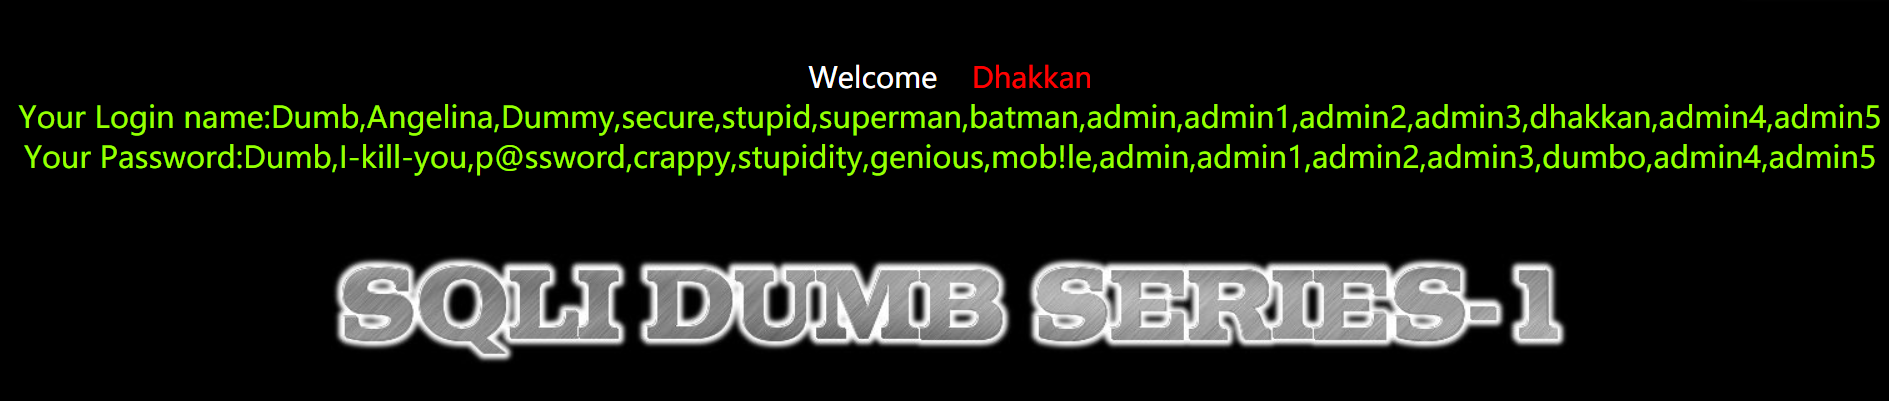 Welcome Dhakkan
Your Login name:Dumb,Angelina,Dummy,secure,stupid,superman,batman,admin,admin1,admin2,admin3,dhakkan,admin4,admin5
Your Password:Dumb,I-kill-you,p@ssword,crappy,stupidity,genious,mob!le,admin,admin1,admin2,admin3,dumbo,admin4,admin5
SQLI DUMB SERIES-1